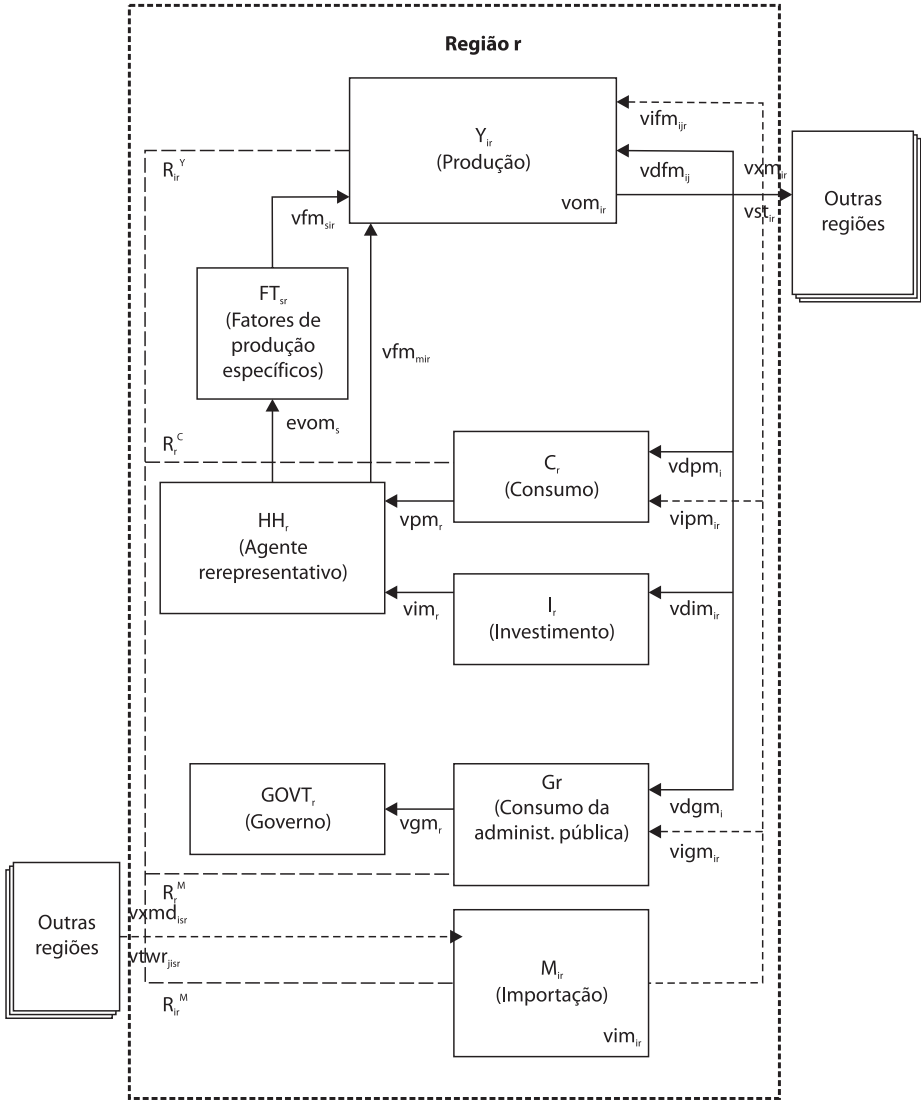 Região r
Y_ir
(Produção)
vom_ir
vifm_ijr
vdfm_ij
vxm_ir
vst_ir
Outras
regiões
R_ir^Y
vfm_sir
FT_sr
(Fatores de
produção
específicos)
vfm_mir
evom_s
R_r^C
C_r
(Consumo)
vdpm_i
vipm_ir
HH_r
(Agente
rerepresentativo)
vpm_r
vim_r
I_r
(Investimento)
vdim_ir
GOVT_r
(Governo)
vgm_r
Gr
(Consumo da
administ. pública)
vdgm_i
vigm_ir
R_r^M
Outras
regiões
vxmd_isr
vtwr_jisr
M_ir
(Importação)
vim_ir
R_ir^M